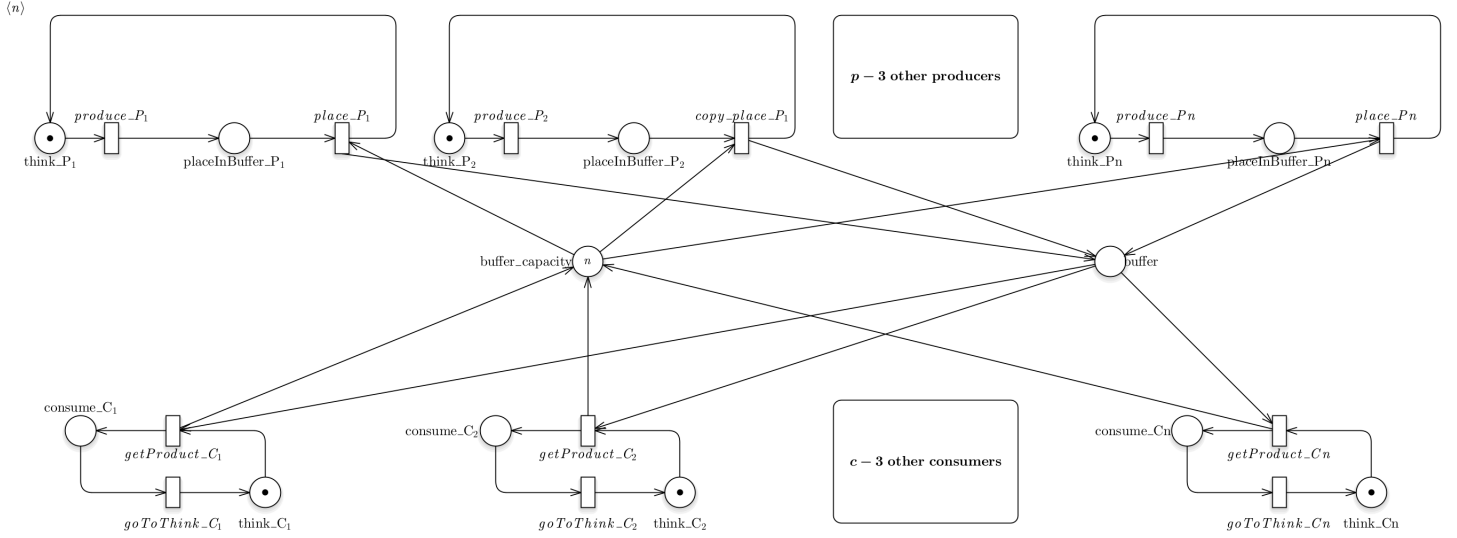 ⟨n⟩
p − 3 other producers
produce_P1
place_P1
produce_P2
copy_place_P1
produce_Pn
place_Pn
think_P1
placeInBuffer_P1
think_P2
placeInBuffer_P2
think_Pn
placeInBuffer_Pn
buffer_capacity
n
buffer
consume_C1
consume_C2
consume_Cn
getProduct_C1
getProduct_C2
c − 3 other consumers
getProduct_Cn
goToThink_C1
think_C1
goToThink_C2
think_C2
goToThink_Cn
think_Cn